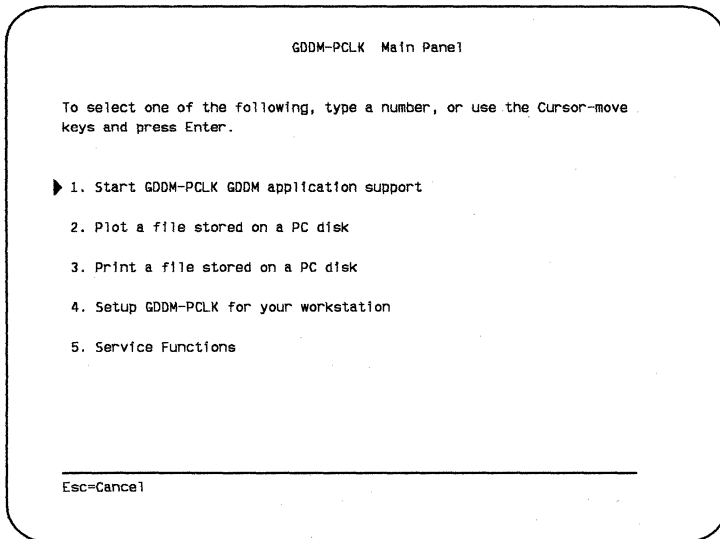 GDDM-PCLK Main Panel
To select one of the following, type a number, or use the Cursor-move
keys and press Enter.
1. Start GDDM-PCLK GDDM application support
2. Plot a file stored on a PC disk
3. Print a file stored on a PC disk
4. Setup GDDM-PCLK for your workstation
5. Service Functions
Esc=Cancel